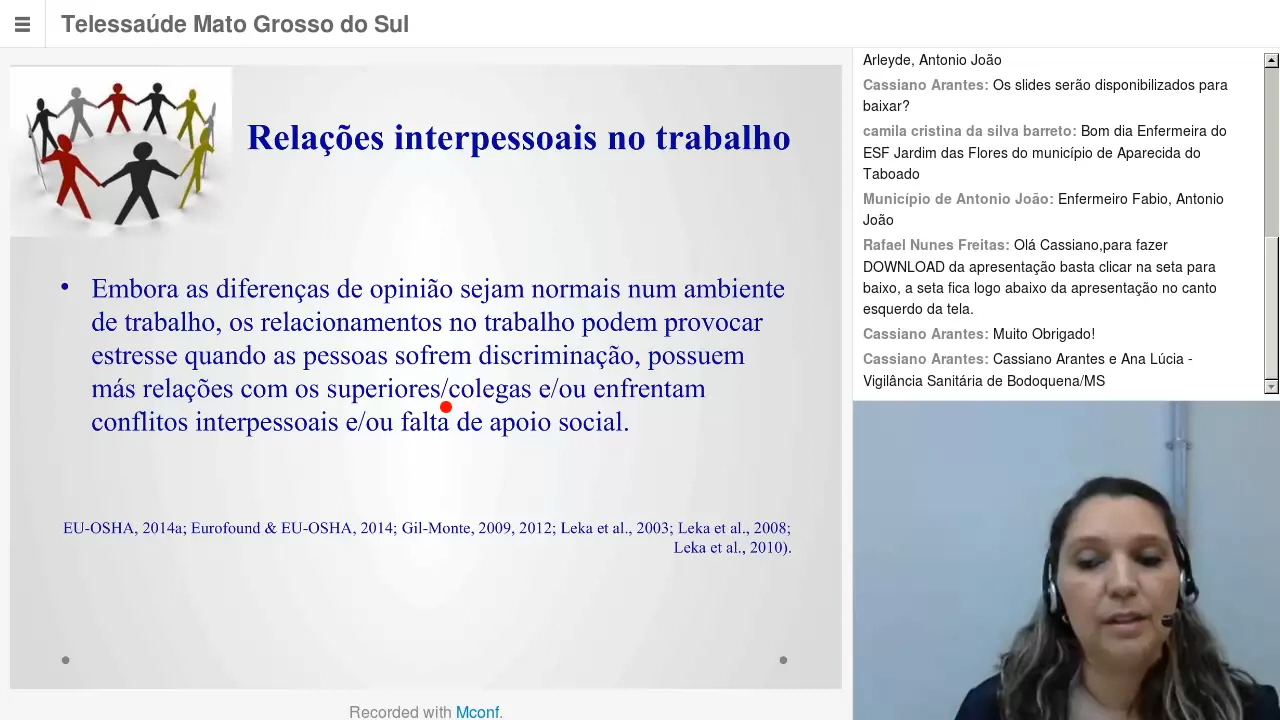 Telessaúde Mato Grosso do Sul
Relações interpessoais no trabalho
• Embora as diferenças de opinião sejam normais num ambiente
de trabalho, os relacionamentos no trabalho podem provocar
estresse quando as pessoas sofrem discriminação, possuem
más relações com os superiores/colegas e/ou enfrentam
conflitos interpessoais e/ou falta de apoio social.
EU-OSHA, 2014a; Eurofound & EU-OSHA, 2014; Gil-Monte, 2009, 2012; Leka et al., 2003; Leka et al., 2008;
Leka et al., 2010).
Recorded with Mconf.
Arleyde, Antonio João
Cassiano Arantes: Os slides serão disponibilizados para
baixar?
camila cristina da silva barreto: Bom dia Enfermeira do
ESF Jardim das Flores do município de Aparecida do
Taboado
Município de Antonio João: Enfermeiro Fabio, Antonio
João
Rafael Nunes Freitas: Olá Cassiano,para fazer
DOWNLOAD da apresentação basta clicar na seta para
baixo, a seta fica logo abaixo da apresentação no canto
esquerdo da tela.
Cassiano Arantes: Muito Obrigado!
Cassiano Arantes: Cassiano Arantes e Ana Lúcia -
Vigilância Sanitária de Bodoquena/MS